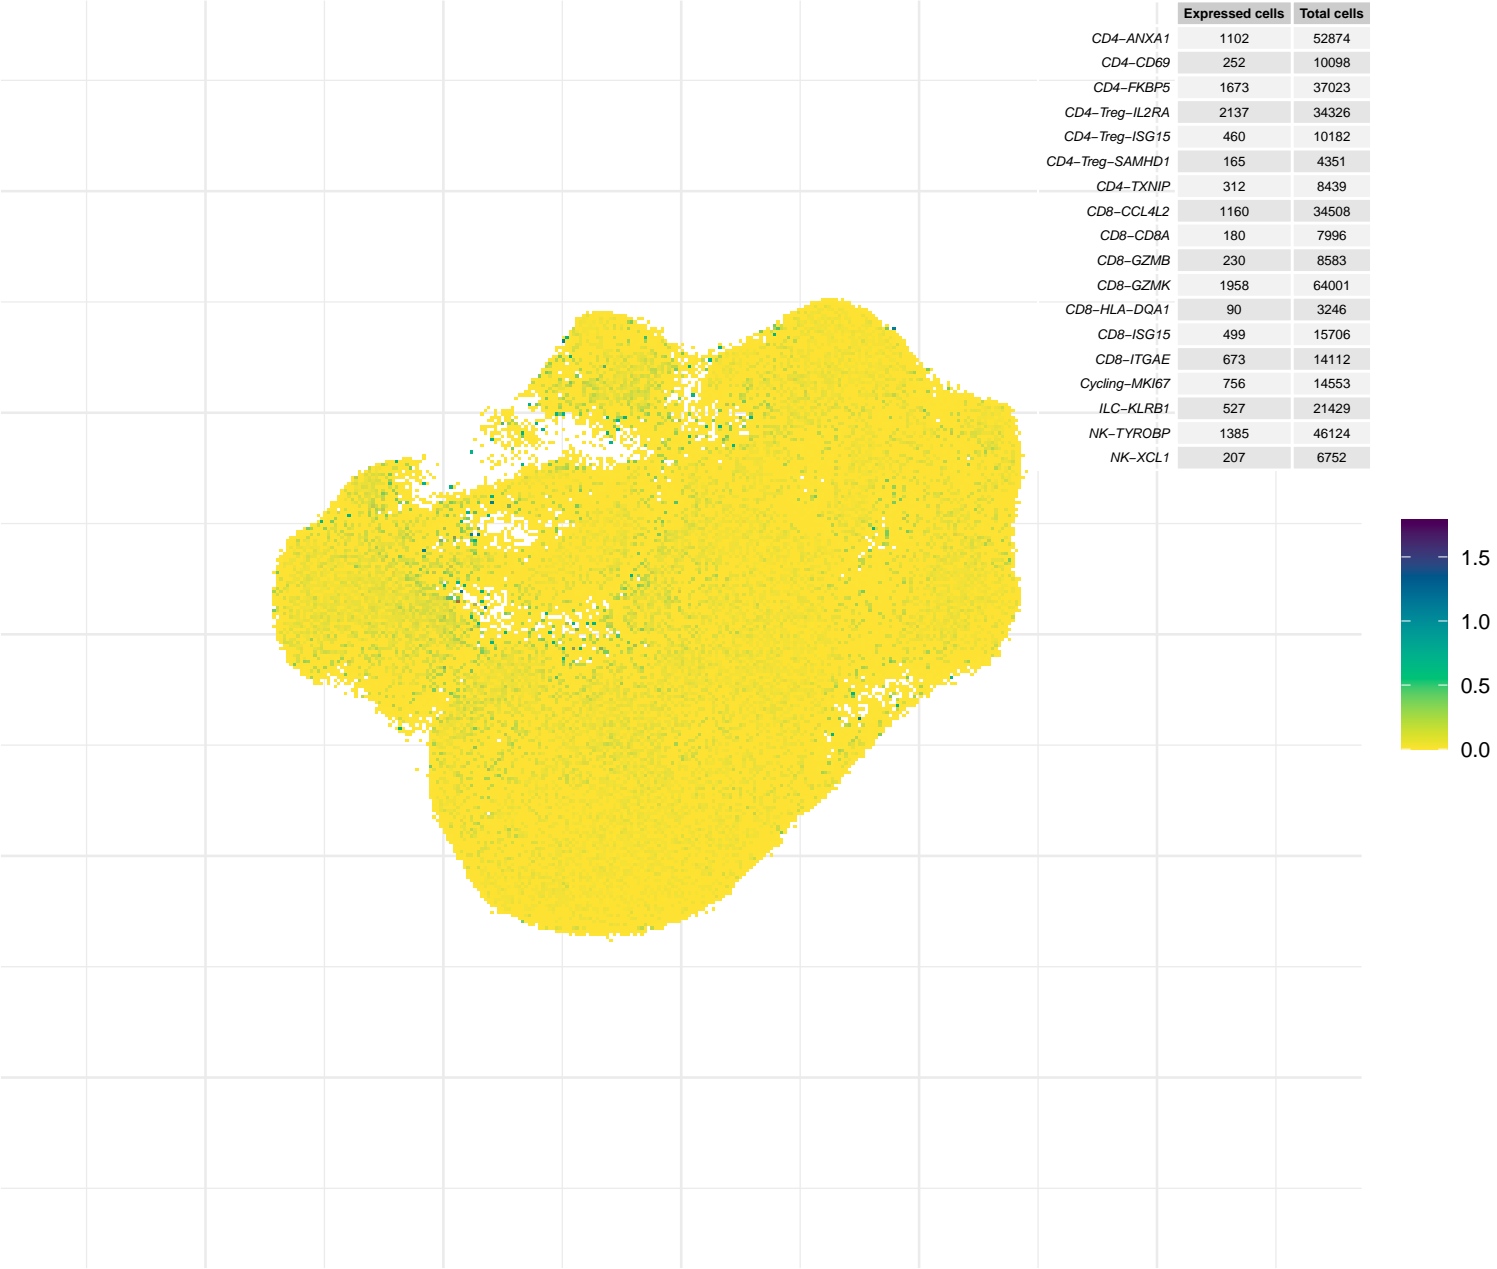 Expressed cells Total cells
CD4−ANXA1 1102 52874
CD4−CD69 252 10098
CD4−FKBP5 1673 37023
CD4−Treg−IL2RA 2137 34326
CD4−Treg−ISG15 460 10182
CD4−Treg−SAMHD1 165 4351
CD4−TXNIP 312 8439
CD8−CCL4L2 1160 34508
CD8−CD8A 180 7996
CD8−GZMB 230 8583
CD8−GZMK 1958 64001
CD8−HLA−DQA1 90 3246
CD8−ISG15 499 15706
CD8−ITGAE 673 14112
Cycling−MKI67 756 14553
ILC−KLRB1 527 21429
NK−TYROBP 1385 46124
NK−XCL1 207 6752
1.5
1.0
0.5
0.0